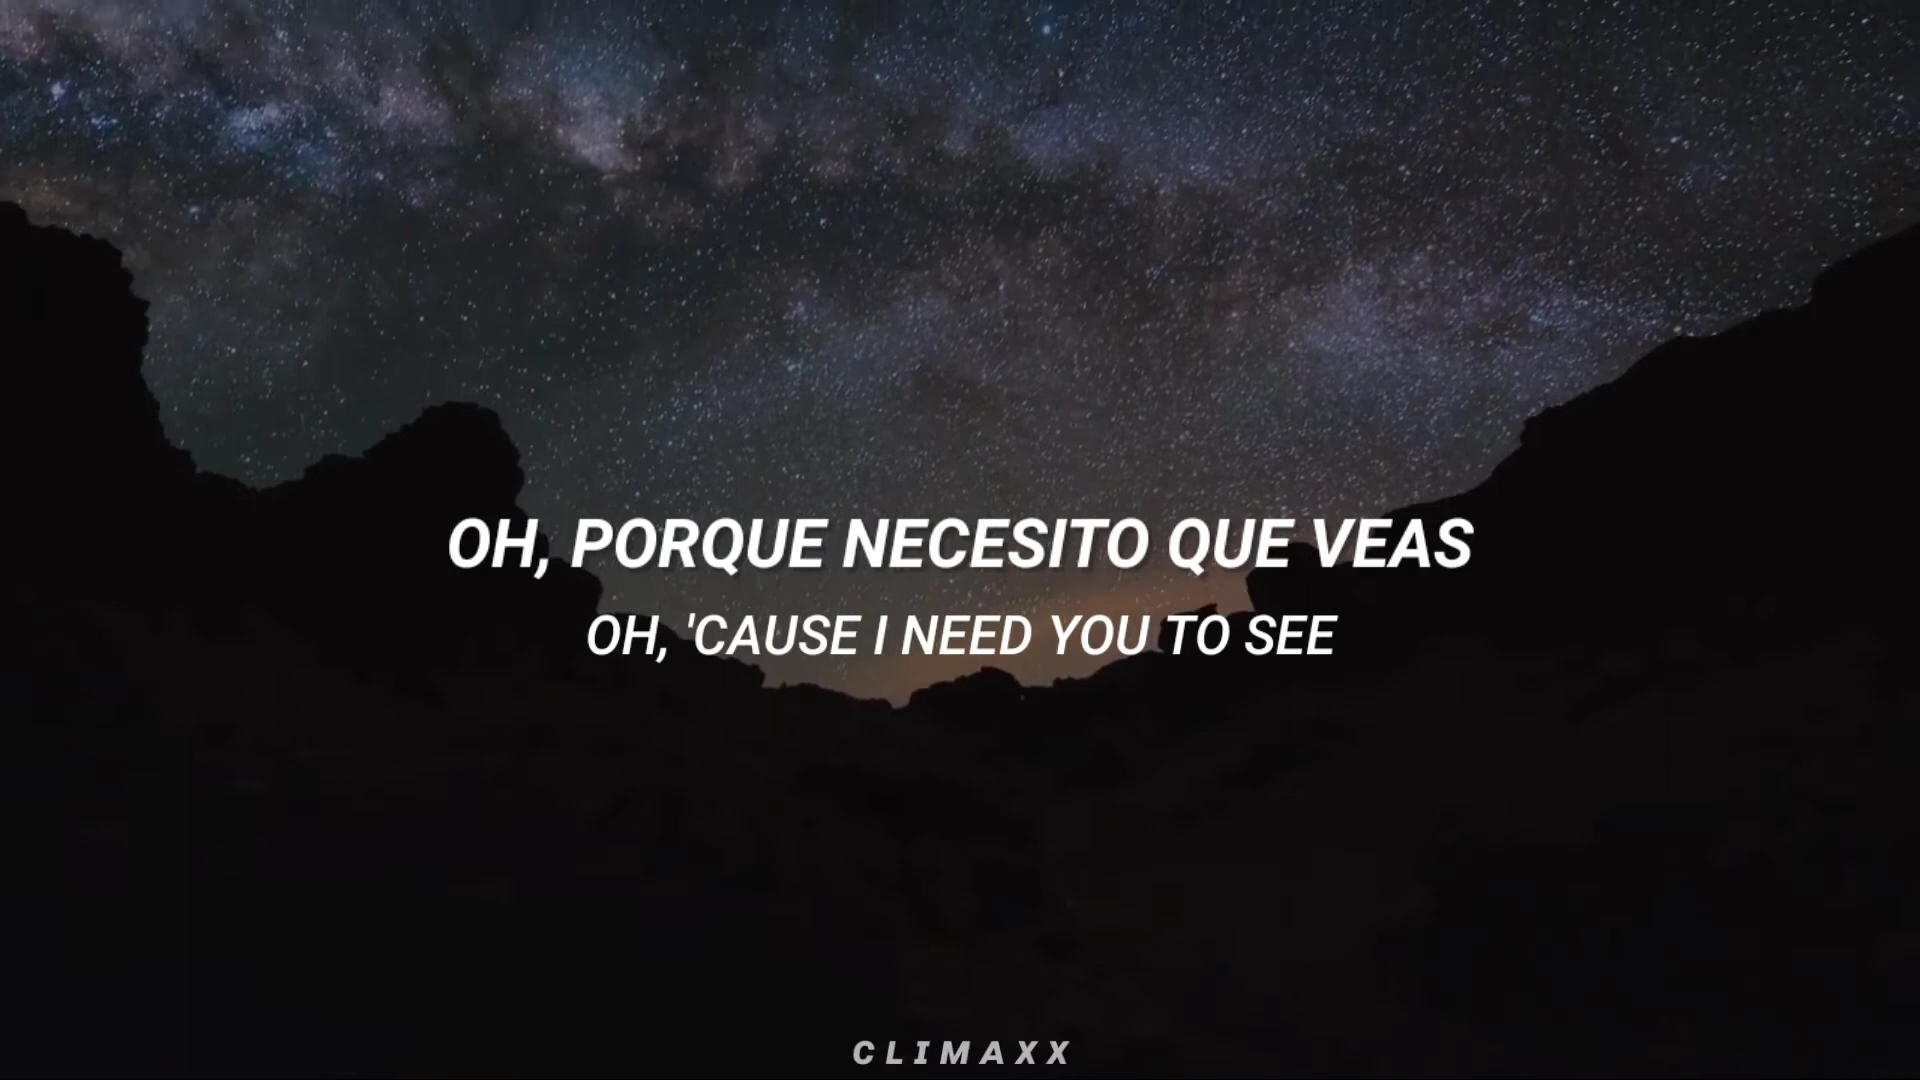 OH, PORQUE NECESITO QUE VEAS
OH, 'CAUSE I NEED YOU TO SEE
CLIMAXX